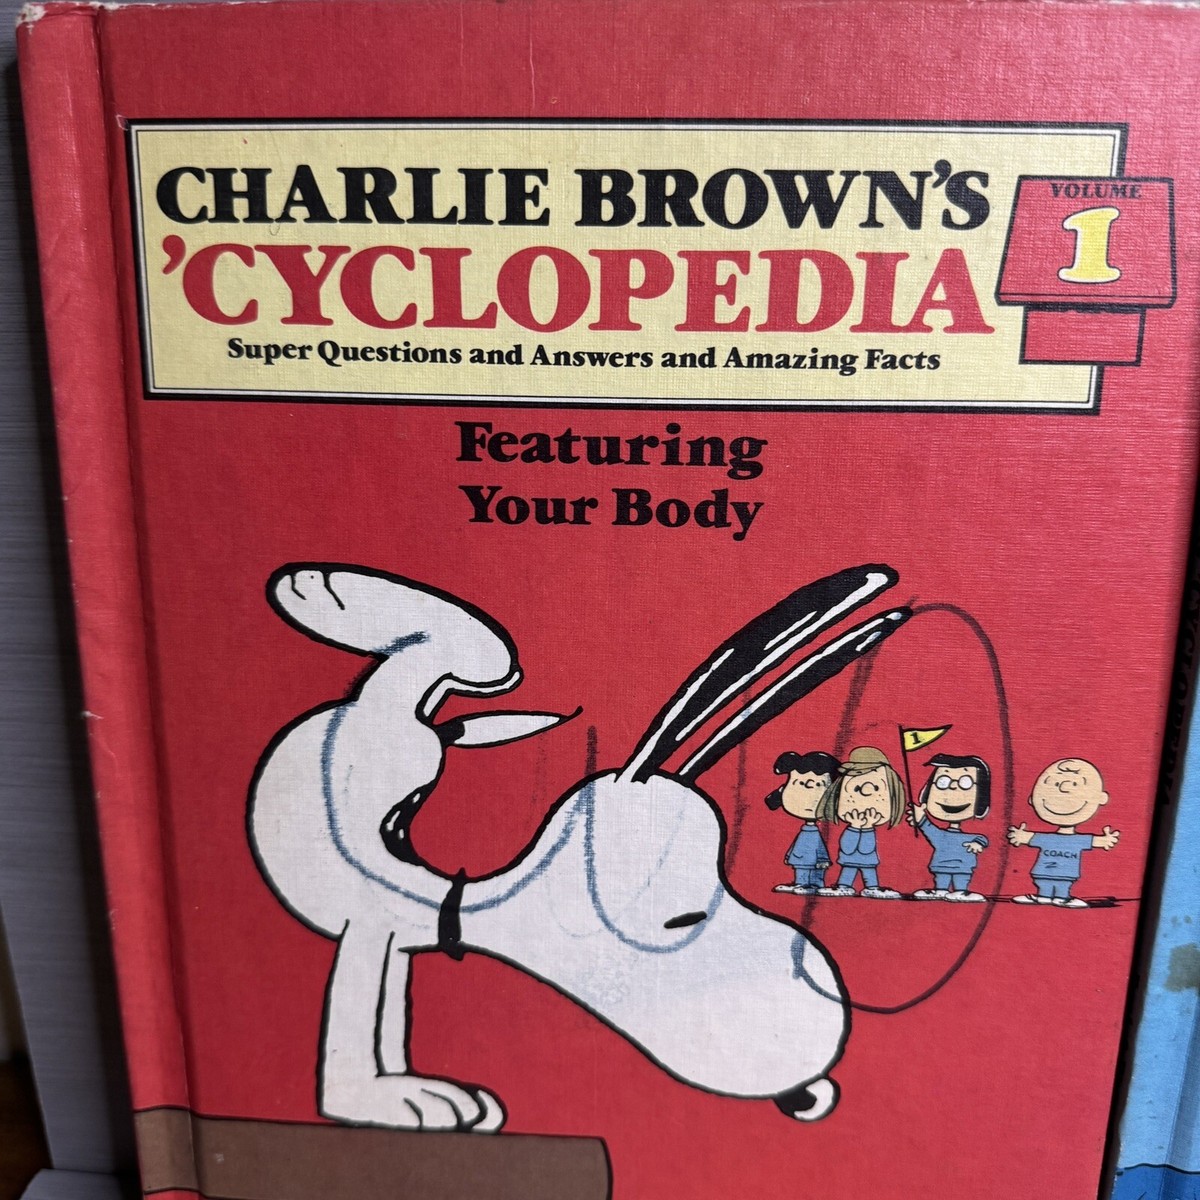 CHARLIE BROWN'S
'CYCLOPEDIA
Super Questions and Answers and Amazing Facts
VOLUME
1
Featuring
Your Body
1
COACH